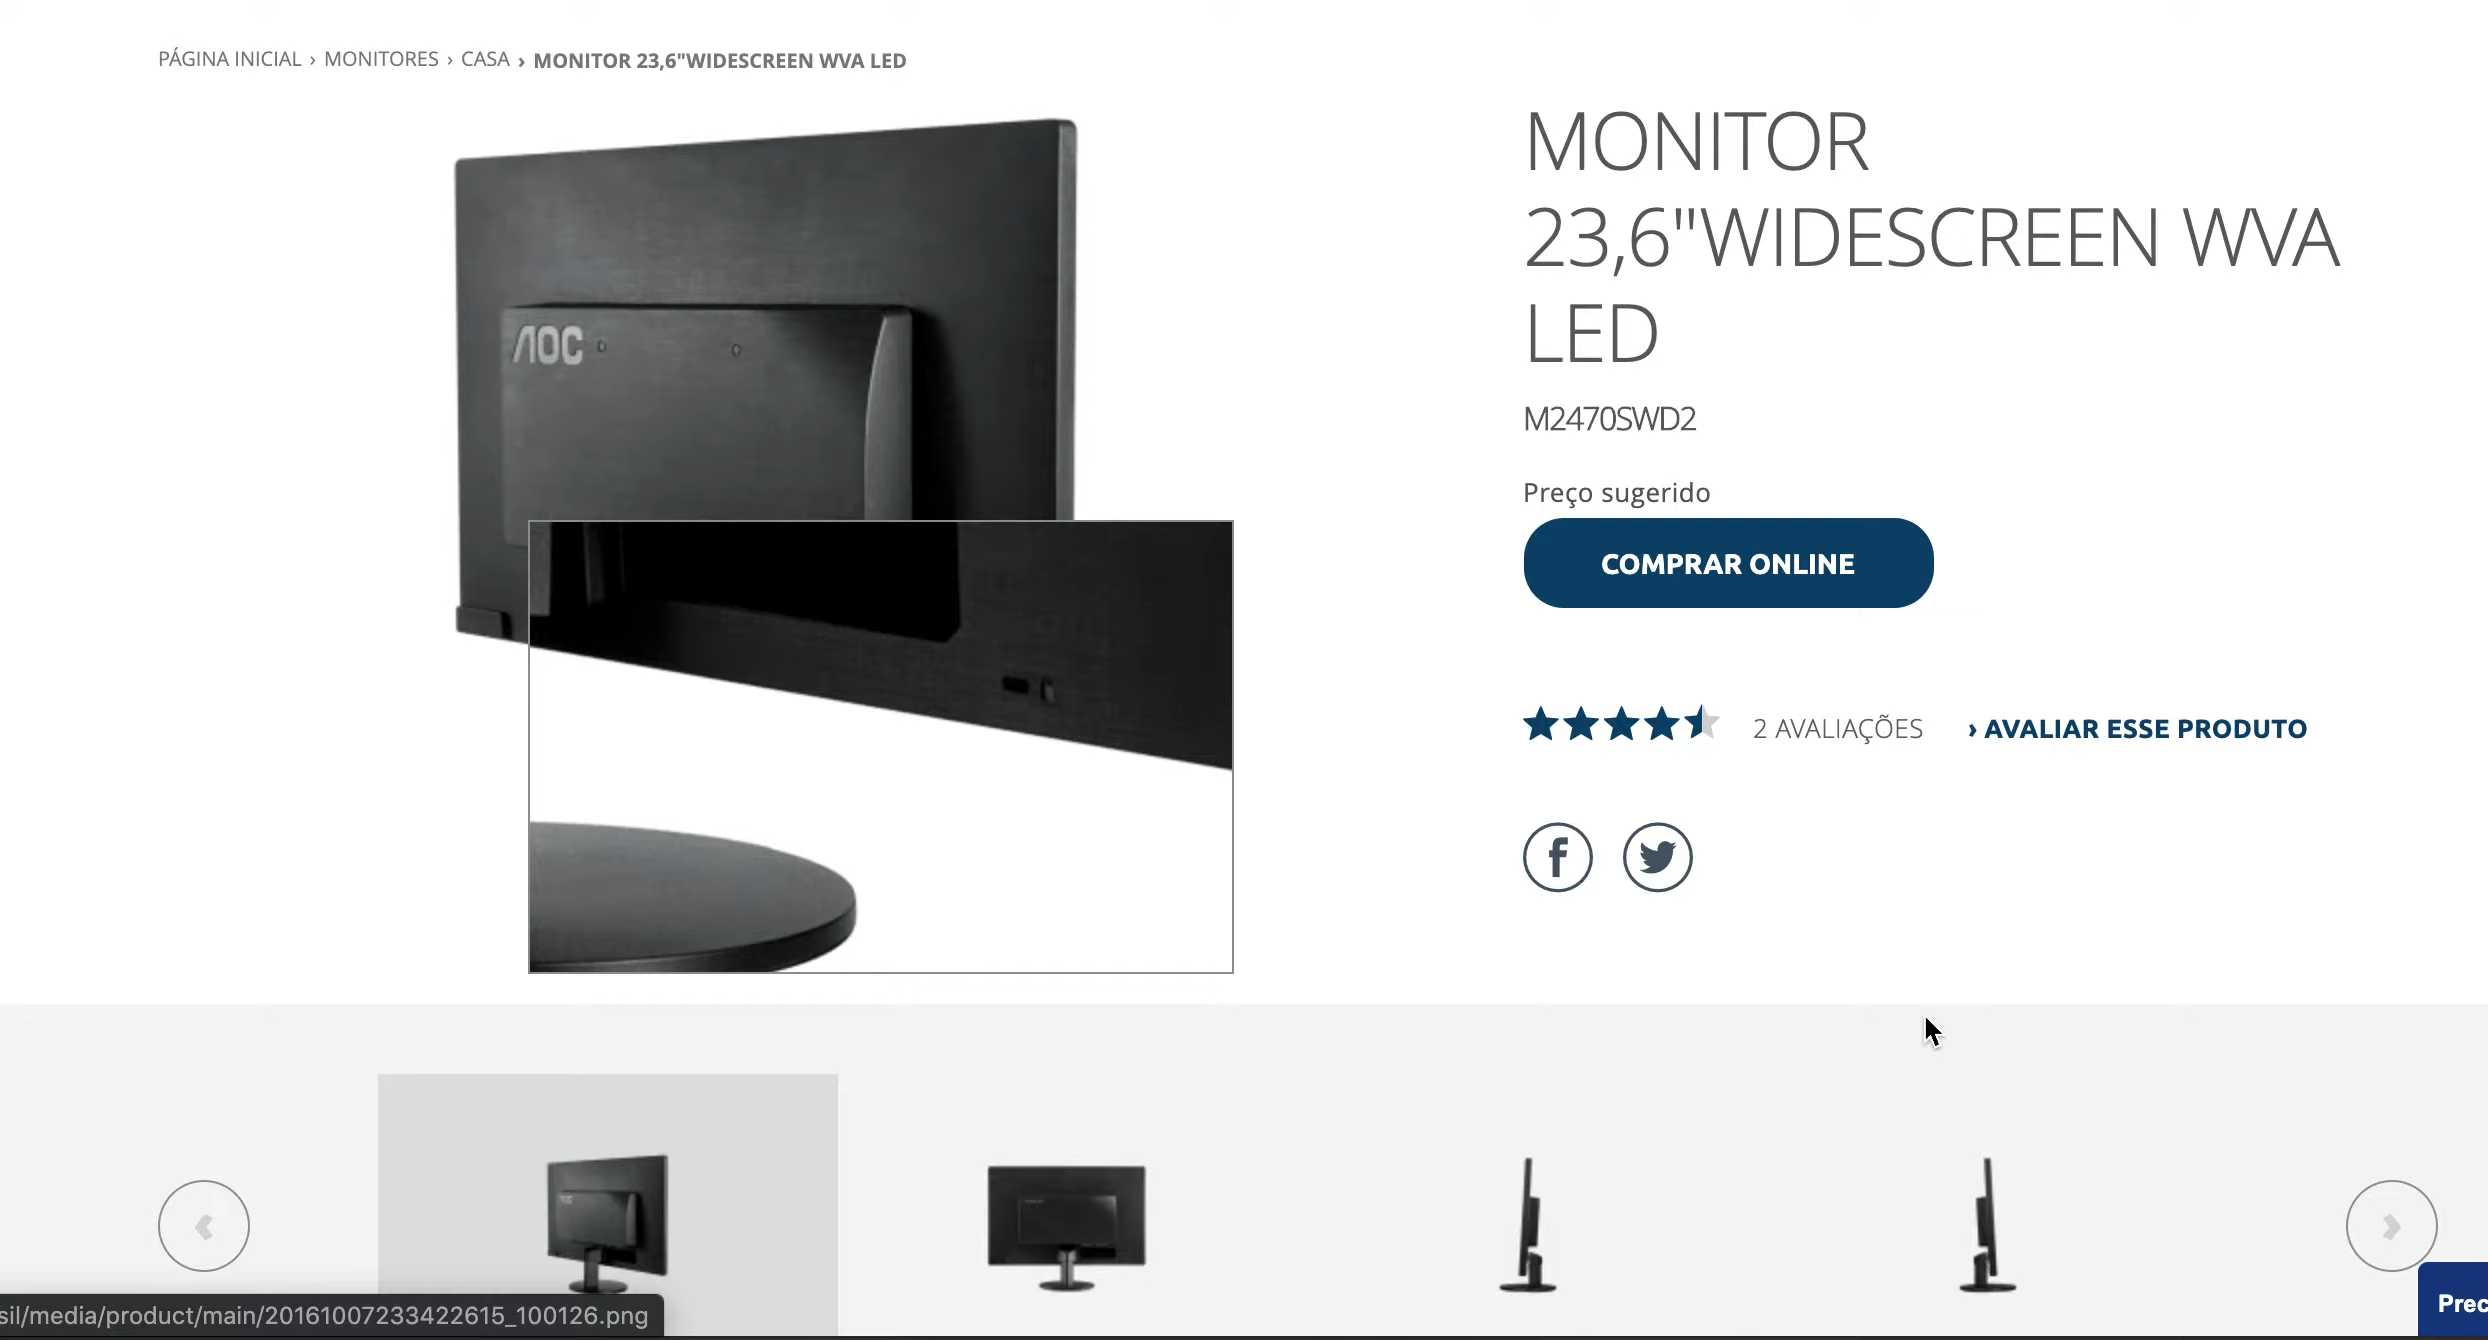 PÁGINA INICIAL › MONITORES › CASA › MONITOR 23,6"WIDESCREEN WVA LED
AOC
MONITOR
23,6"WIDESCREEN WVA
LED
M2470SWD2
Preço sugerido
COMPRAR ONLINE
2 AVALIAÇÕES › AVALIAR ESSE PRODUTO
sil/media/product/main/20161007233422615_100126.png
Prec